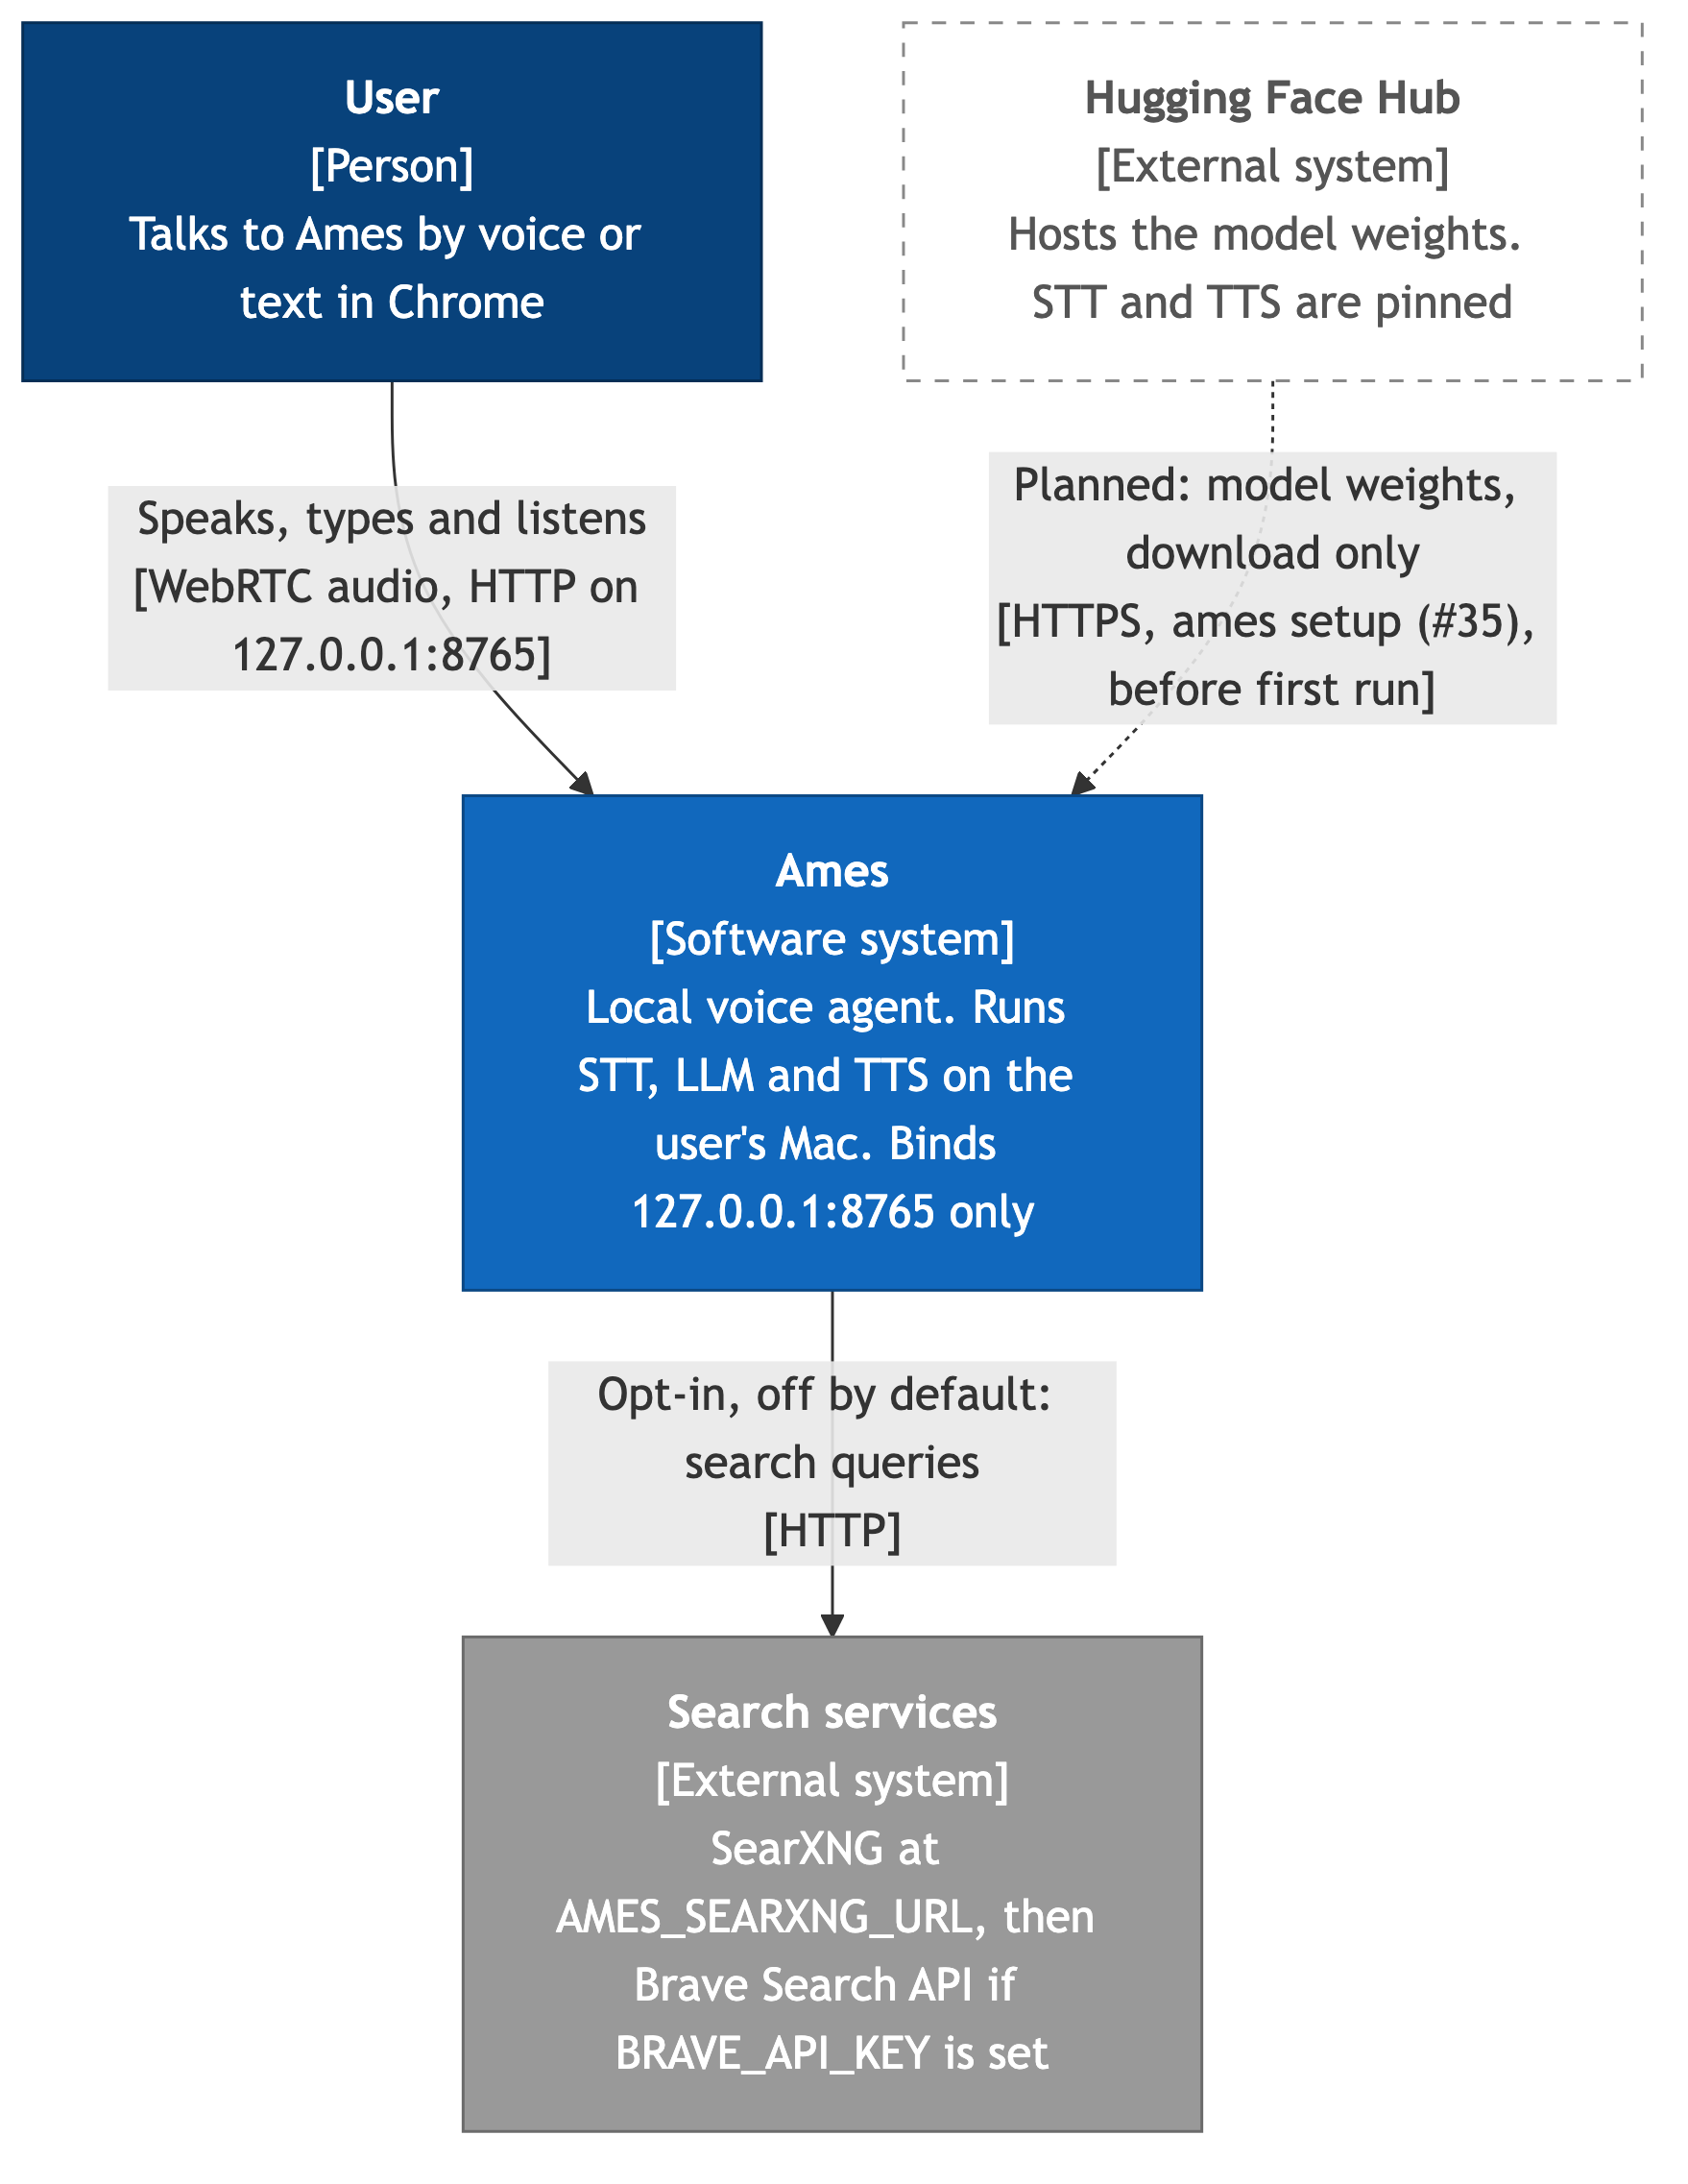 User
[Person]
Talks to Ames by voice or
text in Chrome
Hugging Face Hub
[External system]
Hosts the model weights.
STT and TTS are pinned
Speaks, types and listens
[WebRTC audio, HTTP on
127.0.0.1:8765]
Planned: model weights,
download only
[HTTPS, ames setup (#35),
before first run]
Ames
[Software system]
Local voice agent. Runs
STT, LLM and TTS on the
user's Mac. Binds
127.0.0.1:8765 only
Opt-in, off by default:
search queries
[HTTP]
Search services
[External system]
SearXNG at
AMES_SEARXNG_URL, then
Brave Search API if
BRAVE_API_KEY is set